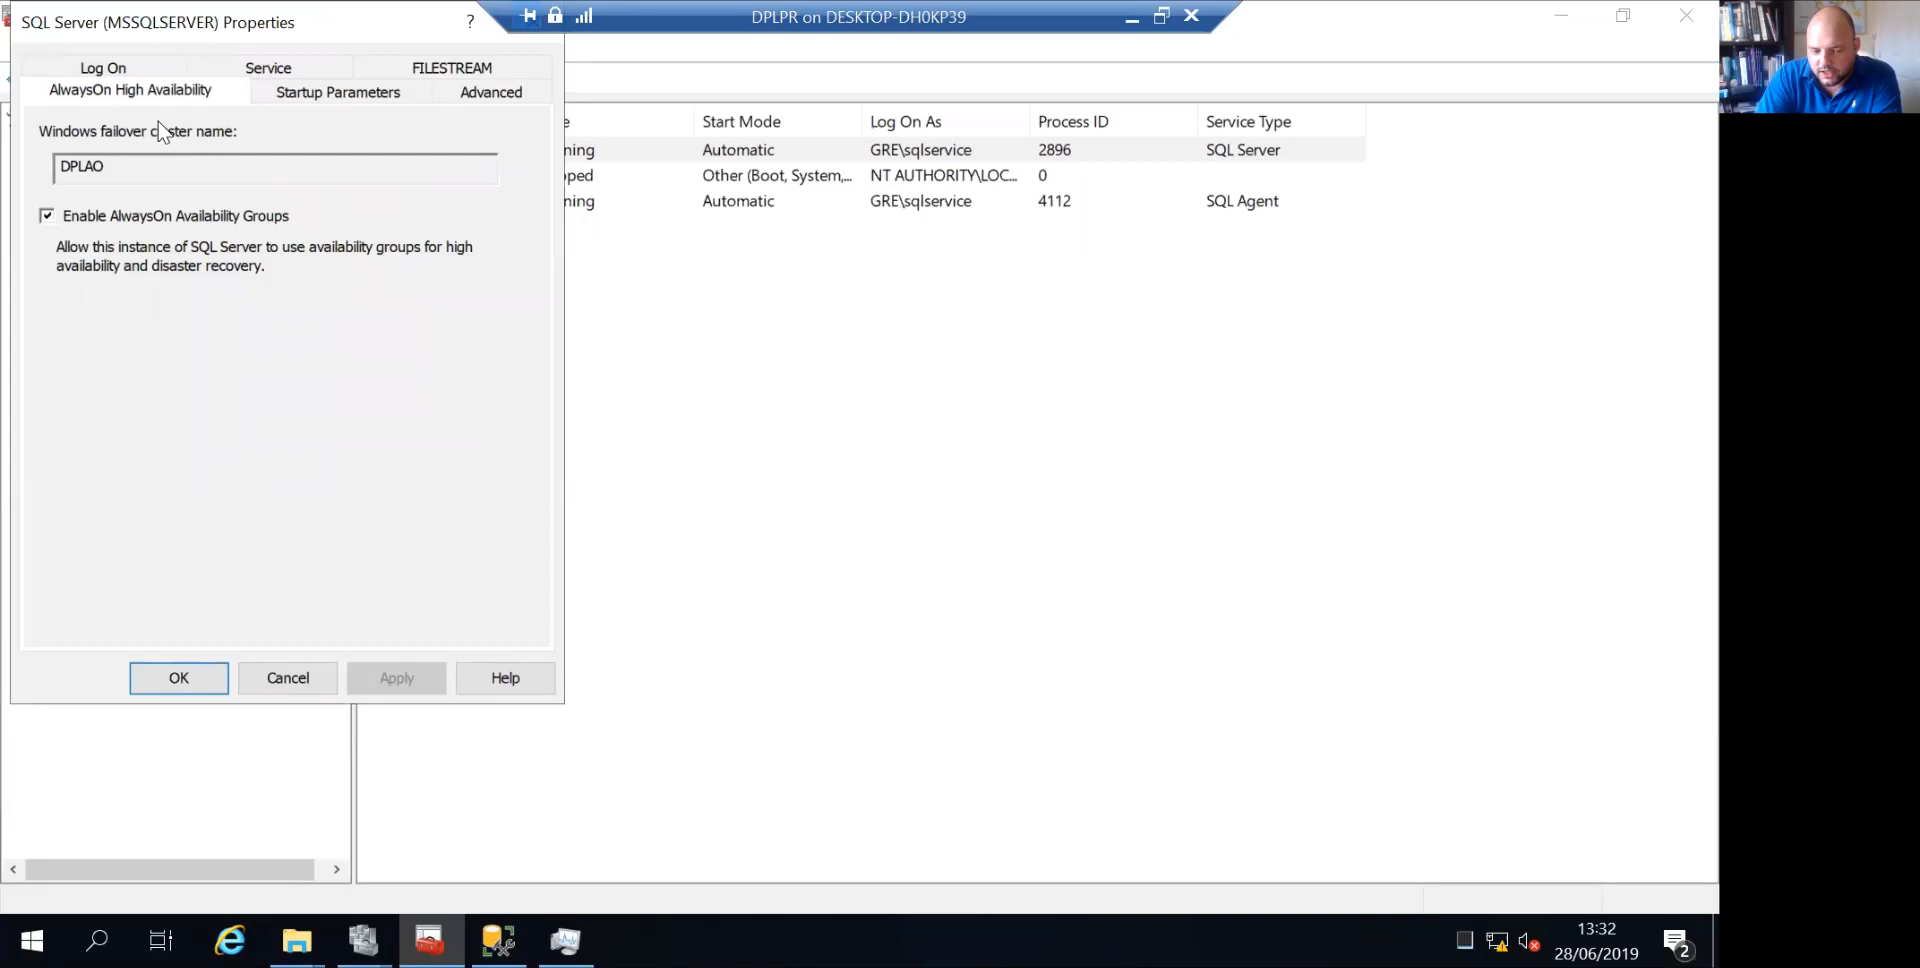 SQL Server (MSSQLSERVER) Properties
?
DPLPR on DESKTOP-DH0KP39
Log On
Service
FILESTREAM
AlwaysOn High Availability
Startup Parameters
Advanced
Windows failover cluster name:
DPLAO
Enable AlwaysOn Availability Groups
Allow this instance of SQL Server to use availability groups for high
availability and disaster recovery.
OK
Cancel
Apply
Help
e Start Mode Log On As Process ID Service Type
ning Automatic GRE\sqlservice 2896 SQL Server
ped Other (Boot, System,... NT AUTHORITY\LOC... 0
ning Automatic GRE\sqlservice 4112 SQL Agent
13:32
28/06/2019
2